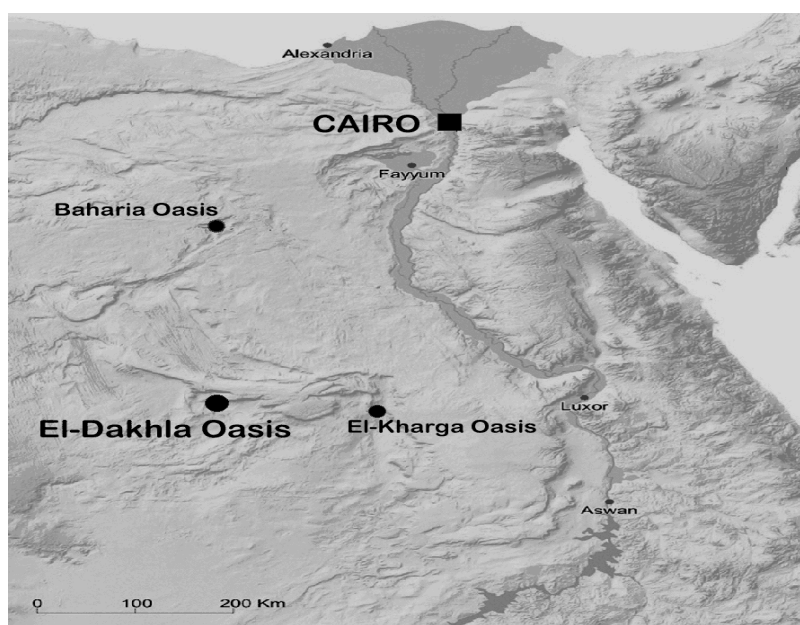 Alexandria
CAIRO
Fayyum
Baharia Oasis
Luxor
El-Dakhla Oasis
El-Kharga Oasis
Aswan
0 100 200 Km